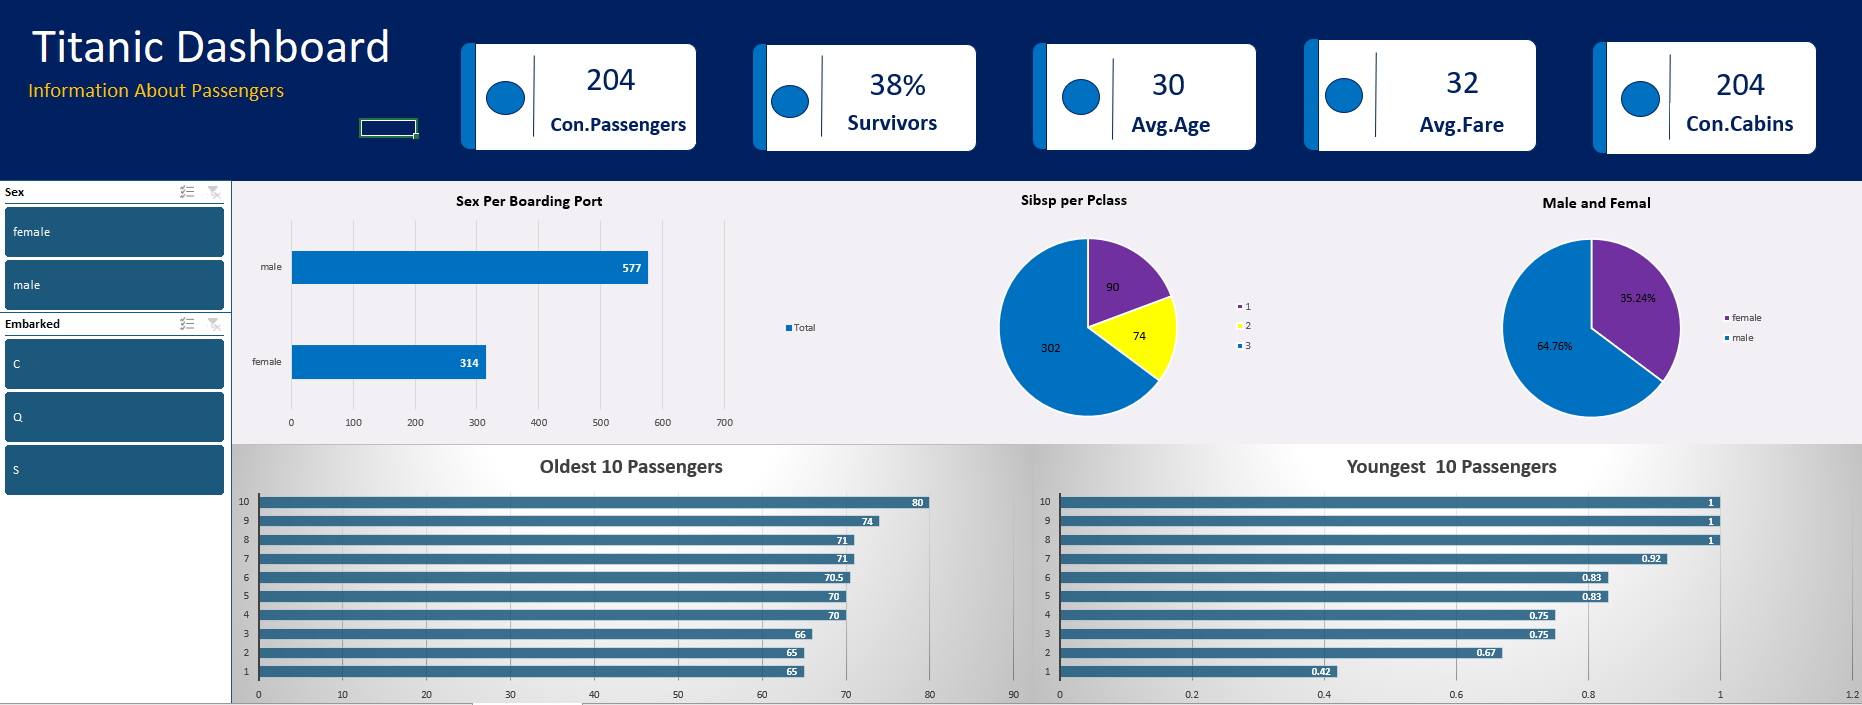 Titanic Dashboard
Information About Passengers
204
Con.Passengers
38%
Survivors
30
Avg.Age
32
Avg.Fare
204
Con.Cabins
Sex
female
male
Embarked
C
Q
S
Sex Per Boarding Port
male
577
female
314
0 100 200 300 400 500 600 700
Total
Sibsp per Pclass
90
74
302
1
2
3
Male and Femal
35.24%
64.76%
female
male
Oldest 10 Passengers
10 80
9 74
8 71
7 71
6 70.5
5 70
4 70
3 66
2 65
1 65
0 10 20 30 40 50 60 70 80 90
Youngest  10 Passengers
10 1
9 1
8 1
7 0.92
6 0.83
5 0.83
4 0.75
3 0.75
2 0.67
1 0.42
0 0.2 0.4 0.6 0.8 1 1.2